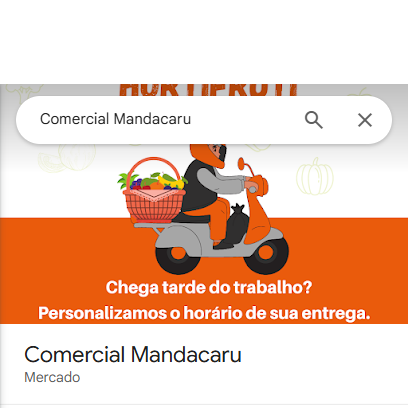 HORTIFRUTI
Comercial Mandacaru
Chega tarde do trabalho?
Personalizamos o horário de sua entrega.
Comercial Mandacaru
Mercado